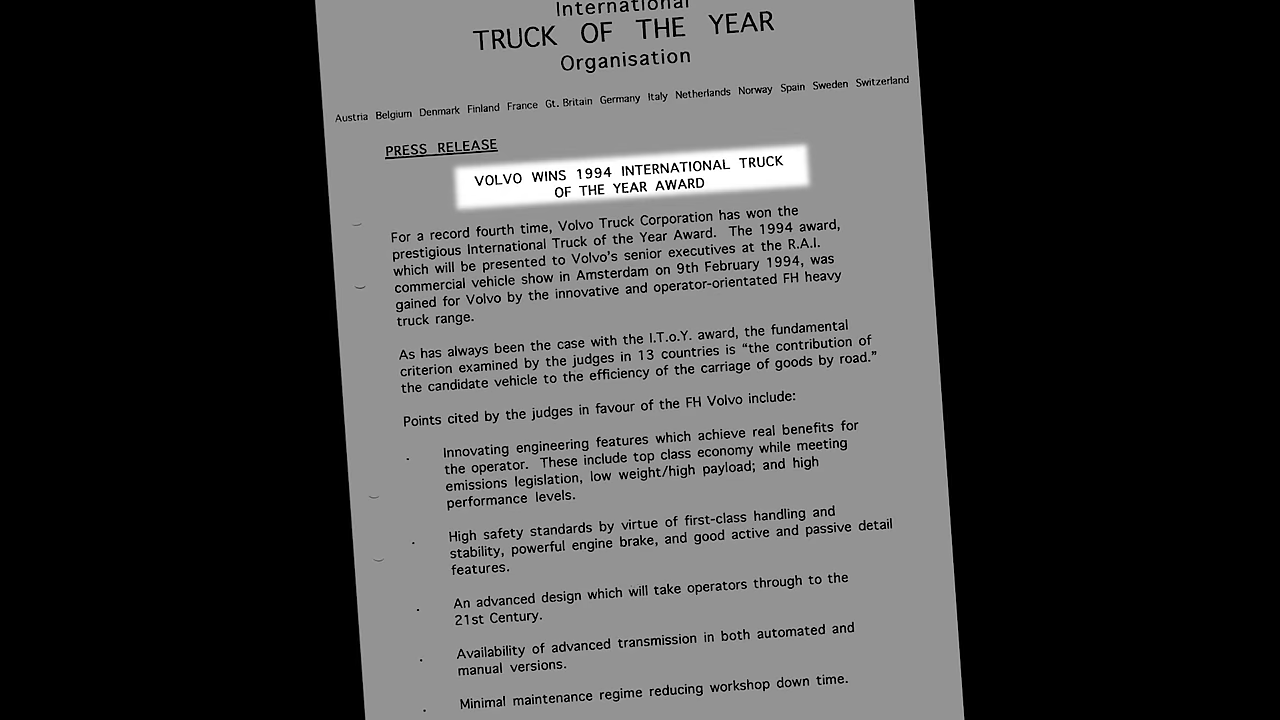 International
TRUCK OF THE YEAR
Organisation
Austria Belgium Denmark Finland France Gt. Britain Germany Italy Netherlands Norway Spain Sweden Switzerland
PRESS RELEASE
VOLVO WINS 1994 INTERNATIONAL TRUCK
OF THE YEAR AWARD
For a record fourth time, Volvo Truck Corporation has won the
prestigious International Truck of the Year Award. The 1994 award,
which will be presented to Volvo's senior executives at the R.A.I.
commercial vehicle show in Amsterdam on 9th February 1994, was
gained for Volvo by the innovative and operator-orientated FH heavy
truck range.
As has always been the case with the I.T.o.Y. award, the fundamental
criterion examined by the judges in 13 countries is “the contribution of
the candidate vehicle to the efficiency of the carriage of goods by road.”
Points cited by the judges in favour of the FH Volvo include:
· Innovating engineering features which achieve real benefits for
the operator. These include top class economy while meeting
emissions legislation, low weight/high payload; and high
performance levels.
· High safety standards by virtue of first-class handling and
stability, powerful engine brake, and good active and passive detail
features.
· An advanced design which will take operators through to the
21st Century.
· Availability of advanced transmission in both automated and
manual versions.
· Minimal maintenance regime reducing workshop down time.